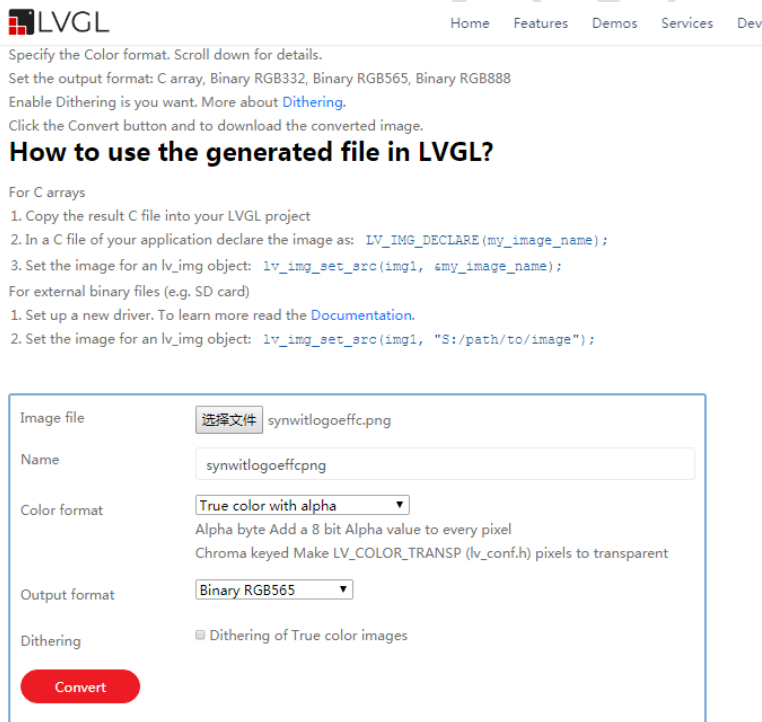 LVGL
Home Features Demos Services Dev
Specify the Color format. Scroll down for details.
Set the output format: C array, Binary RGB332, Binary RGB565, Binary RGB888
Enable Dithering is you want. More about Dithering.
Click the Convert button and to download the converted image.
How to use the generated file in LVGL?
For C arrays
1. Copy the result C file into your LVGL project
2. In a C file of your application declare the image as: LV_IMG_DECLARE(my_image_name);
3. Set the image for an lv_img object: lv_img_set_src(img1, &my_image_name);
For external binary files (e.g. SD card)
1. Set up a new driver. To learn more read the Documentation.
2. Set the image for an lv_img object: lv_img_set_src(img1, "S:/path/to/image");
Image file 选择文件 synwitlogoeffc.png
Name synwitlogoeffcpng
Color format True color with alpha
Alpha byte Add a 8 bit Alpha value to every pixel
Chroma keyed Make LV_COLOR_TRANSP (lv_conf.h) pixels to transparent
Output format Binary RGB565
Dithering Dithering of True color images
Convert